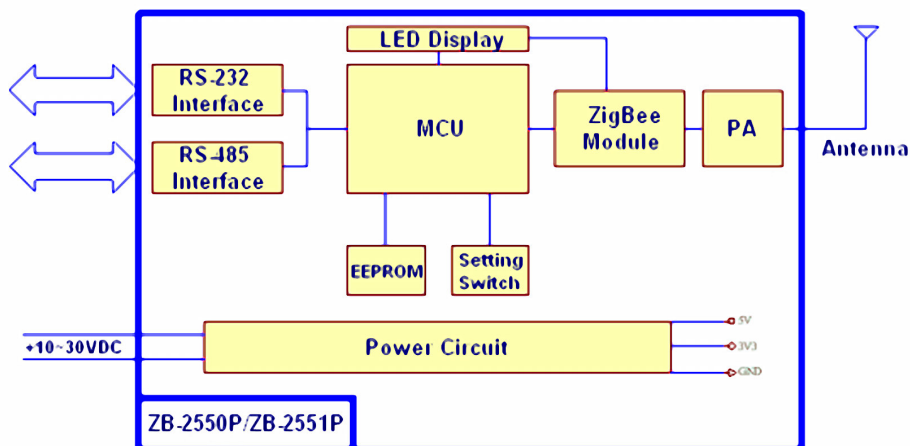 LED Display
RS-232
Interface
MCU
ZigBee
Module
PA
Antenna
RS-485
Interface
EEPROM
Setting
Switch
+10~30VDC
Power Circuit
5V
3V3
GND
ZB-2550P/ZB-2551P